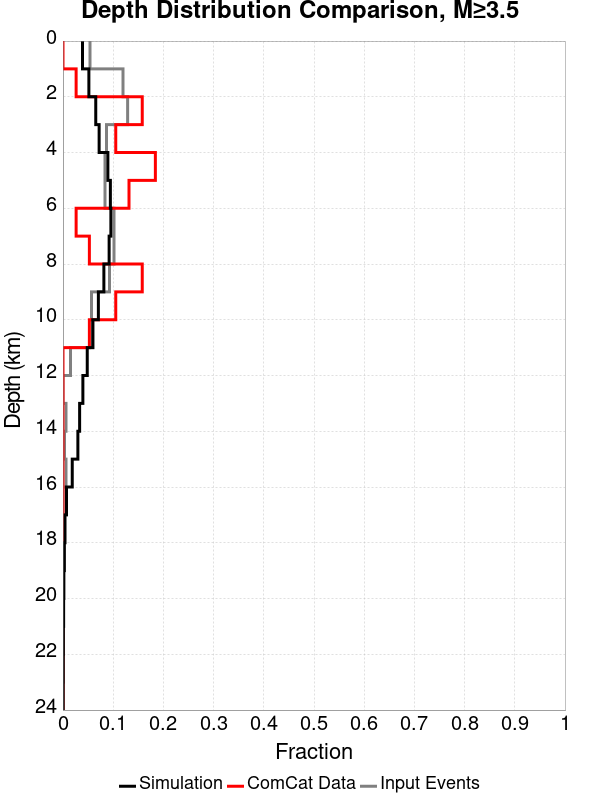 Depth Distribution Comparison, M≥3.5
0
2
4
6
8
10
12
14
16
18
20
22
24
Depth (km)
0 0.1 0.2 0.3 0.4 0.5 0.6 0.7 0.8 0.9 1
Fraction
Simulation ComCat Data Input Events